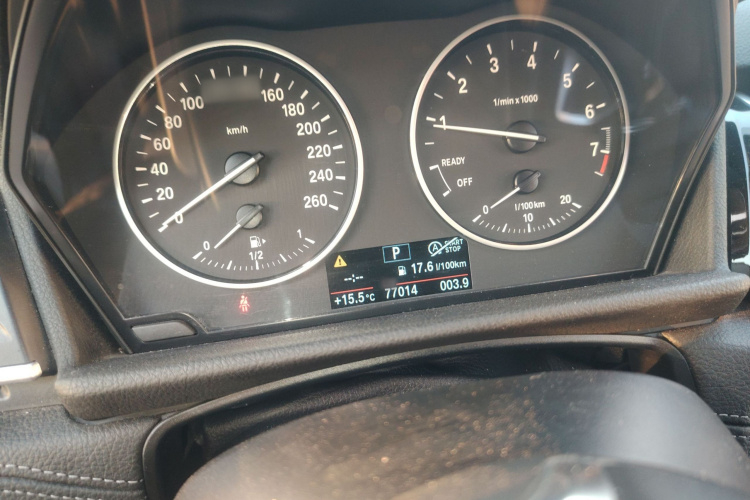 0
20
40
60
80
100
160
180
200
220
240
260
km/h
0
1/2
1
1
2
3
4
5
6
7
1/min x 1000
READY
OFF
0
10
20
l/100km
P
A START
STOP
--:--
17.6 l/100km
+15.5°C 77014 003.9